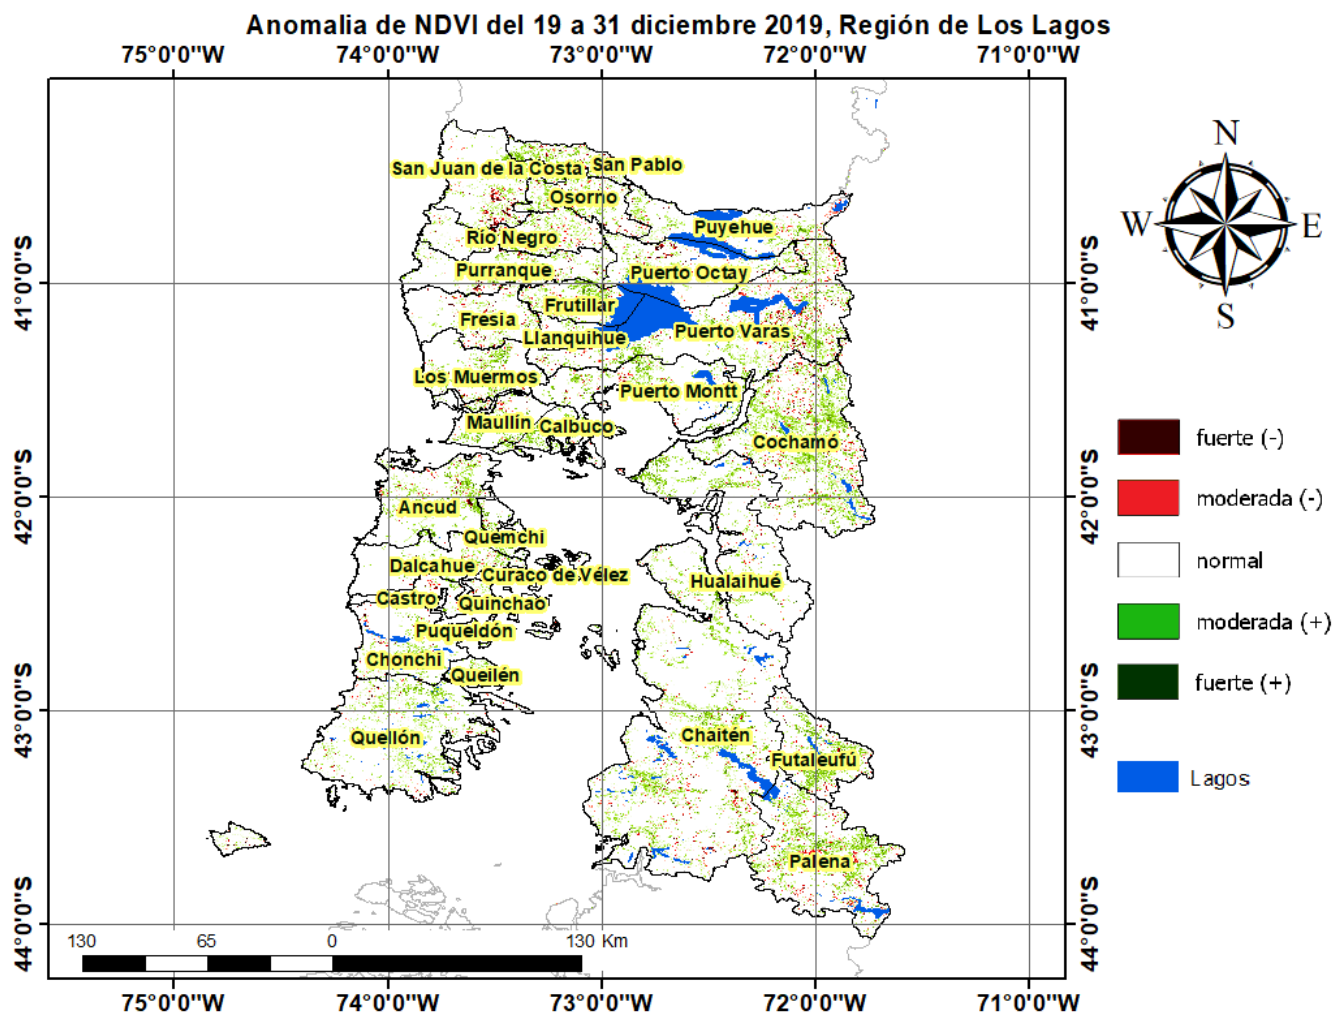 Anomalia de NDVI del 19 a 31 diciembre 2019, Región de Los Lagos
75°0'0"W 74°0'0"W 73°0'0"W 72°0'0"W 71°0'0"W
N
W E
S
San Juan de la Costa San Pablo
Osorno
Puyehue
Río Negro
Purranque Puerto Octay
41°0'0"S 41°0'0"S
Frutillar
Fresia
Llanquihue Puerto Varas
Los Muermos Puerto Montt
Maullín Calbuco
Cochamó
42°0'0"S 42°0'0"S
Ancud
Quemchi
Dalcahue
Curaco de Vélez Hualaihué
Castro Quinchao
Puqueldón
Chonchi
Queilén
43°0'0"S 43°0'0"S
Quellón Chaitén
Futaleufú
Palena
44°0'0"S 44°0'0"S
130 65 0 130 Km
75°0'0"W 74°0'0"W 73°0'0"W 72°0'0"W 71°0'0"W
fuerte (-)
moderada (-)
normal
moderada (+)
fuerte (+)
Lagos